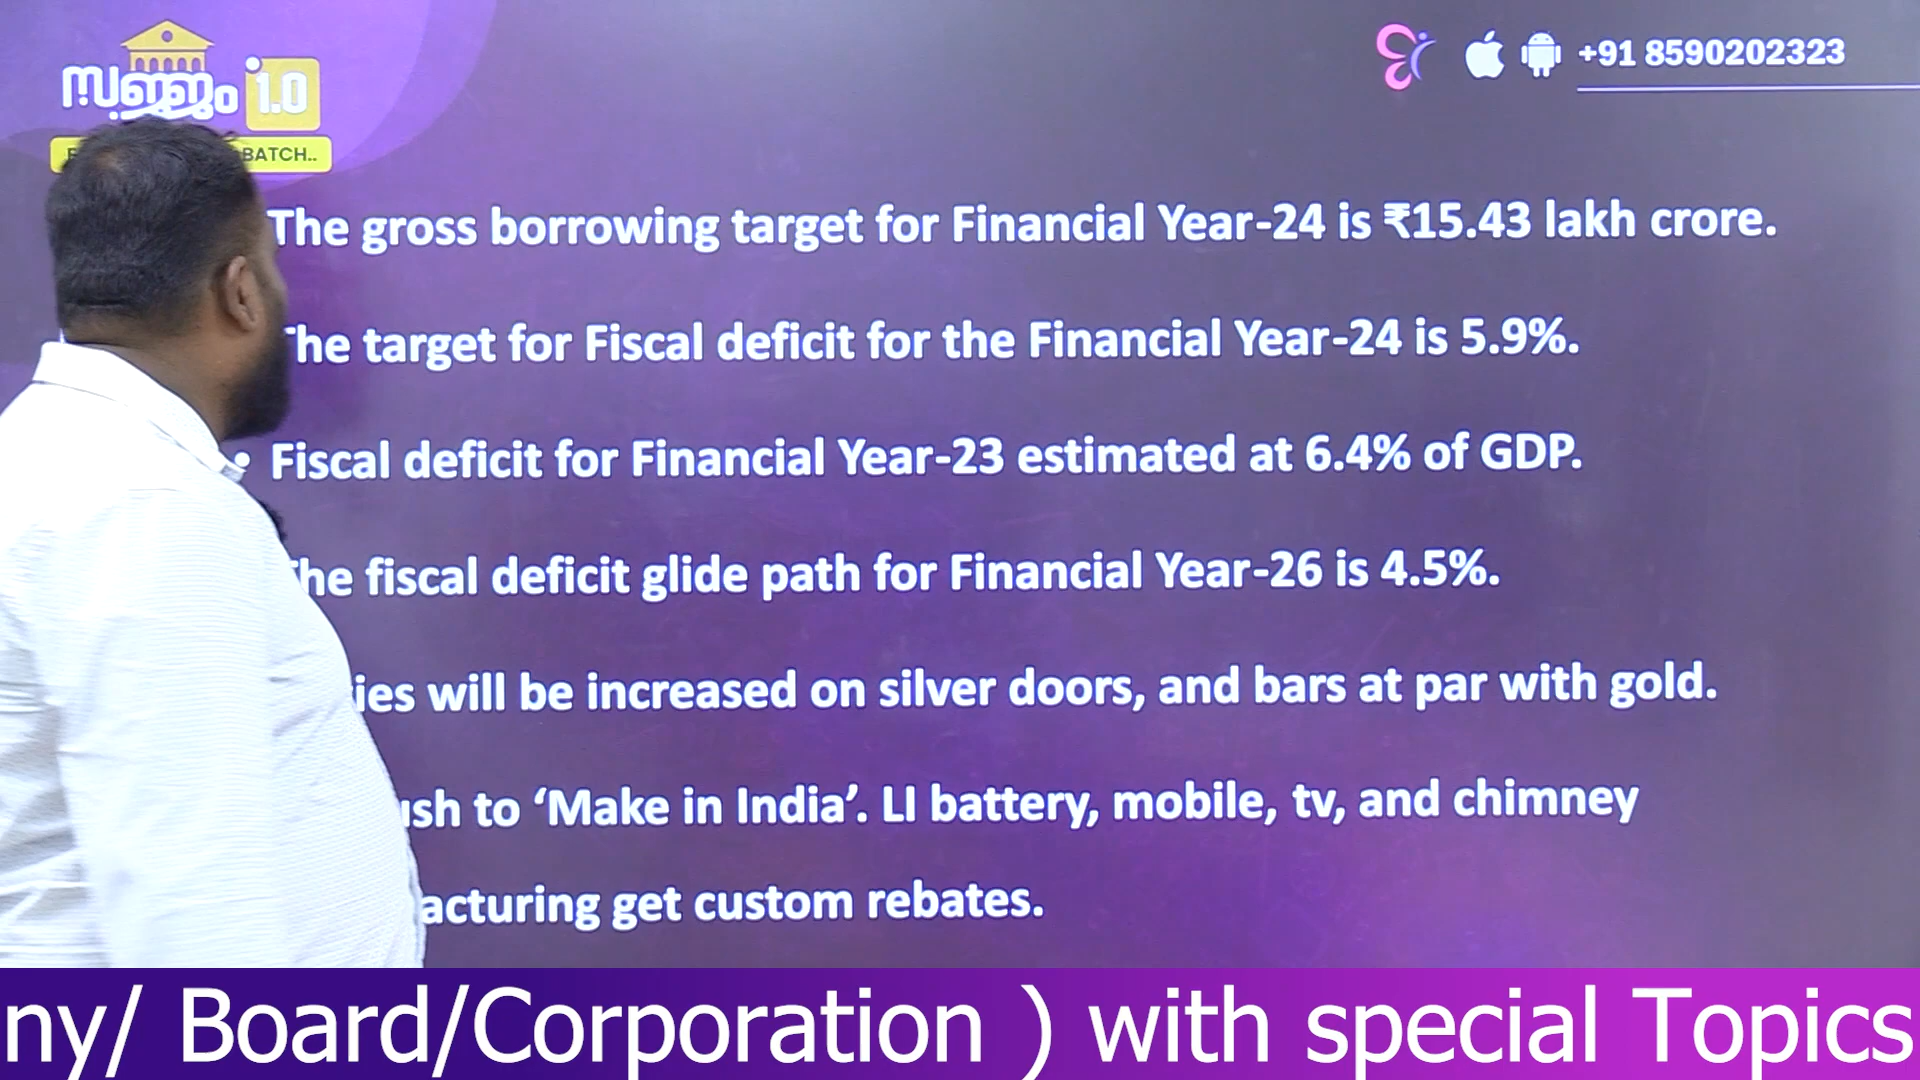 1.0
BATCH..
+91 8590202323
The gross borrowing target for Financial Year-24 is ₹15.43 lakh crore.
The target for Fiscal deficit for the Financial Year-24 is 5.9%.
• Fiscal deficit for Financial Year-23 estimated at 6.4% of GDP.
The fiscal deficit glide path for Financial Year-26 is 4.5%.
ies will be increased on silver doors, and bars at par with gold.
ush to ‘Make in India’. LI battery, mobile, tv, and chimney
acturing get custom rebates.
ny/ Board/Corporation ) with special Topics